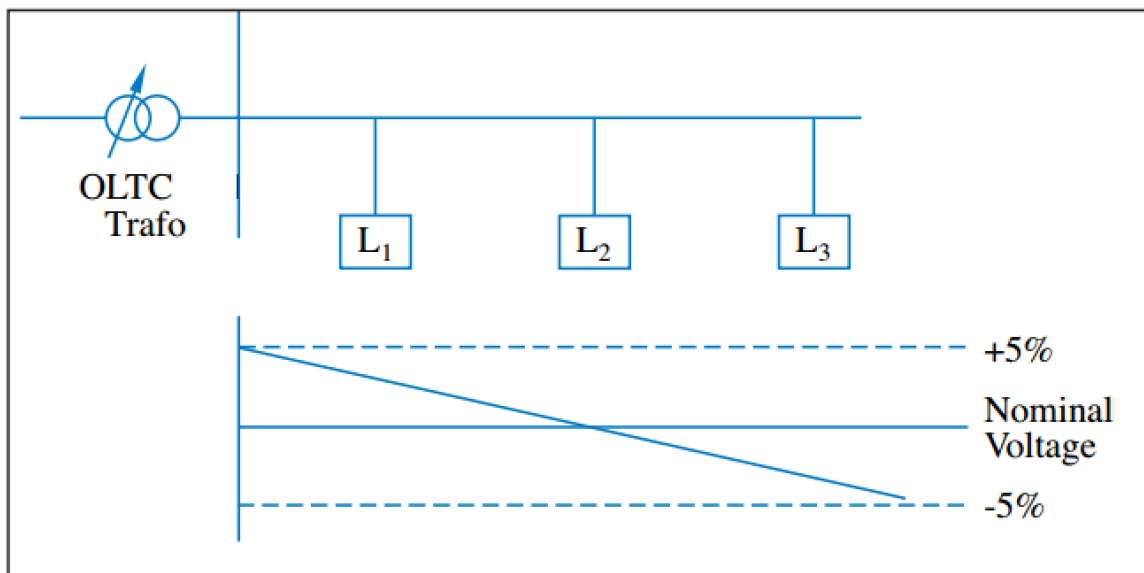 OLTC
Trafo
L₁
L₂
L₃
+5%
Nominal
Voltage
-5%